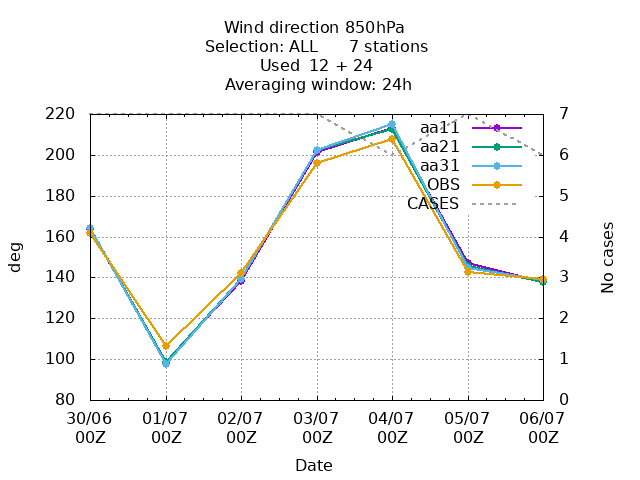 Wind direction 850hPa
Selection: ALL 7 stations
Used 12 + 24
Averaging window: 24h
220 7
aa11
aa21
200 6
aa31
OBS
180 5
CASES
160 4
deg
No cases
140 3
120 2
100 1
80 0
30/06 01/07 02/07 03/07 04/07 05/07 06/07
00Z 00Z 00Z 00Z 00Z 00Z 00Z
Date